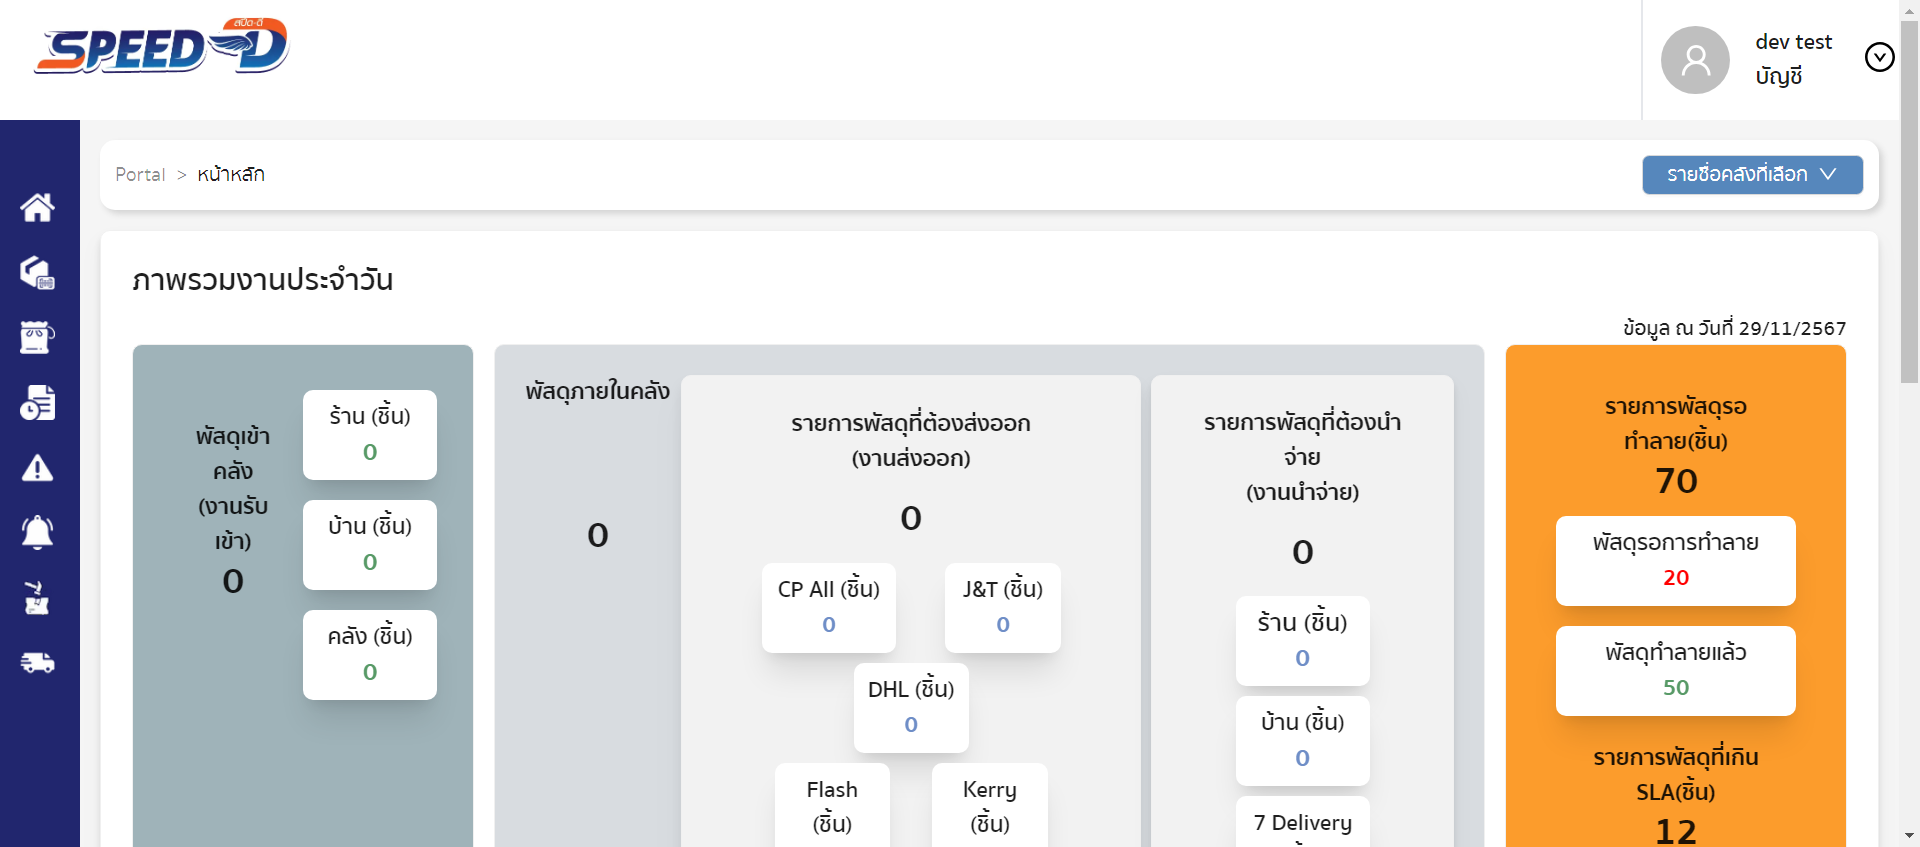 สปีด-ดี
SPEED-D
dev test
บัญชี
Portal > หน้าหลัก
รายชื่อคลังที่เลือก
ภาพรวมงานประจำวัน
ข้อมูล ณ วันที่ 29/11/2567
พัสดุเข้า
คลัง
(งานรับ
เข้า)
0
ร้าน (ชิ้น)
0
บ้าน (ชิ้น)
0
คลัง (ชิ้น)
0
พัสดุภายในคลัง
0
รายการพัสดุที่ต้องส่งออก
(งานส่งออก)
0
CP All (ชิ้น)
0
J&T (ชิ้น)
0
DHL (ชิ้น)
0
Flash
(ชิ้น)
Kerry
(ชิ้น)
รายการพัสดุที่ต้องนำ
จ่าย
(งานนำจ่าย)
0
ร้าน (ชิ้น)
0
บ้าน (ชิ้น)
0
7 Delivery
รายการพัสดุรอ
ทำลาย(ชิ้น)
70
พัสดุรอการทำลาย
20
พัสดุทำลายแล้ว
50
รายการพัสดุที่เกิน
SLA(ชิ้น)
12